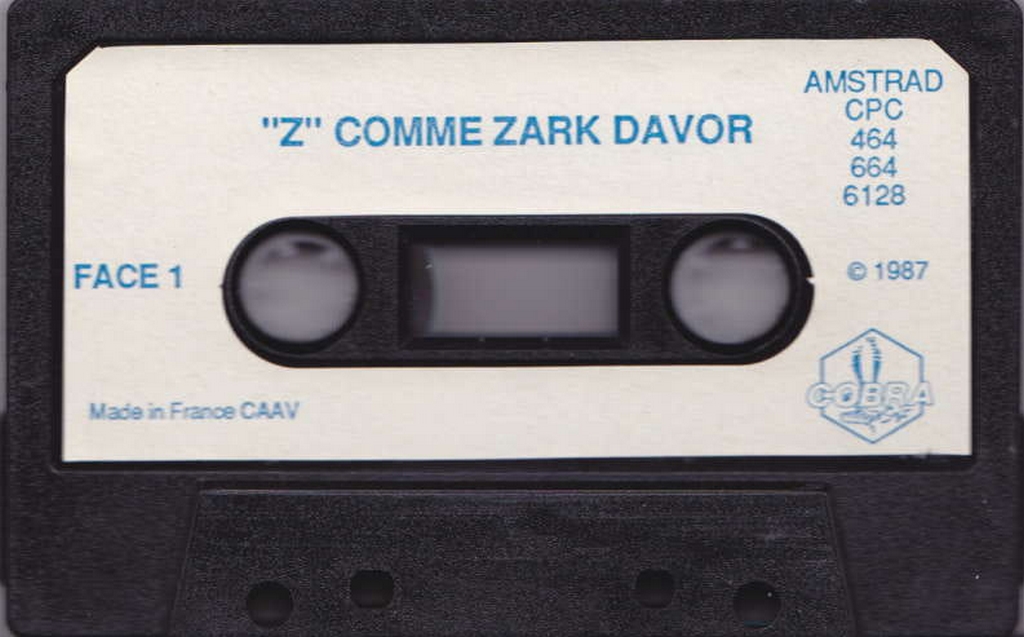 "Z" COMME ZARK DAVOR
AMSTRAD
CPC
464
664
6128
FACE 1
© 1987
COBRA
Made in France CAAV